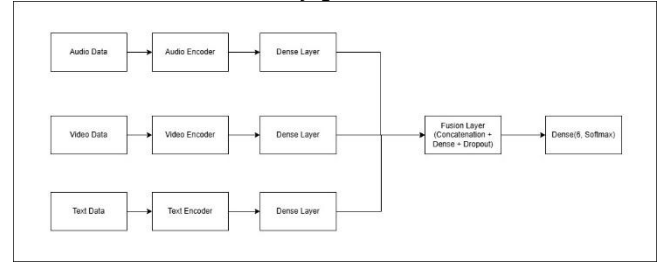 Audio Data
Audio Encoder
Dense Layer
Video Data
Video Encoder
Dense Layer
Fusion Layer
(Concatenation +
Dense + Dropout)
Dense(6, Softmax)
Text Data
Text Encoder
Dense Layer